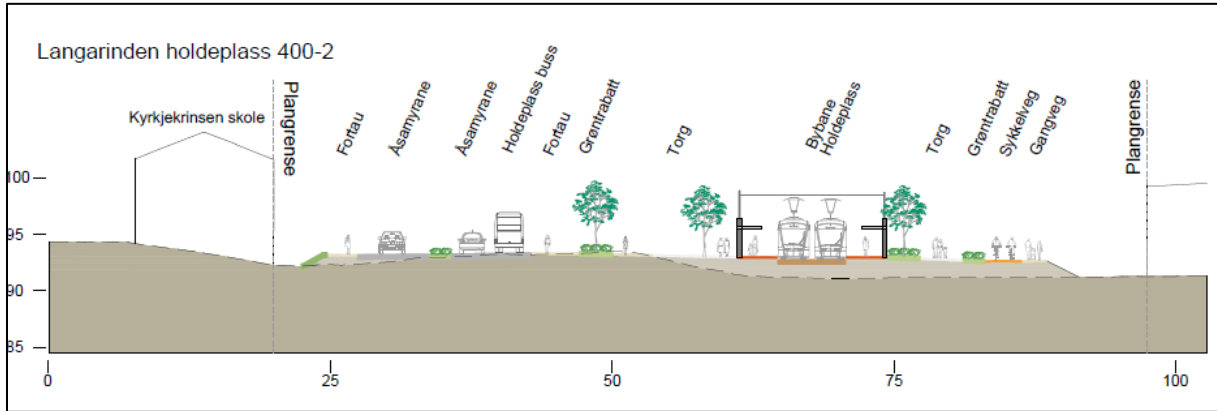 Langarinden holdeplass 400-2
Kyrkjekrinsen skole
Plangrense
Fortau
Åsamyrane
Åsamyrane
Holdeplass buss
Fortau
Grøntrabatt
Torg
Bybane
Holdeplass
Torg
Grøntrabatt
Sykkelveg
Gangveg
Plangrense
100
95
90
85
0
25
50
75
100